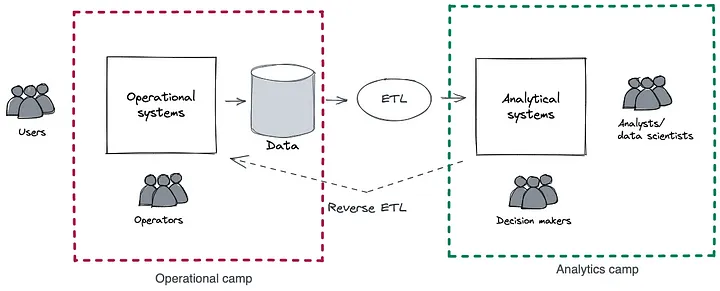 Users
Operational
systems
Operators
Data
ETL
Reverse ETL
Analytical
systems
Analysts/
data scientists
Decision makers
Operational camp
Analytics camp